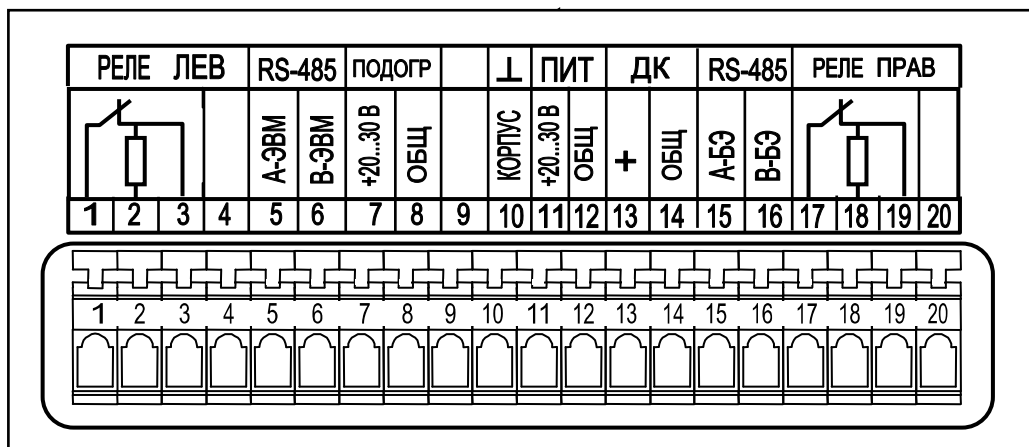 РЕЛЕ ЛЕВ RS-485 ПОДОГР ⊥ ПИТ ДК RS-485 РЕЛЕ ПРАВ
А-ЭВМ В-ЭВМ +20...30 В ОБЩ КОРПУС +20...30 В ОБЩ + ОБЩ А-БЭ В-БЭ
1 2 3 4 5 6 7 8 9 10 11 12 13 14 15 16 17 18 19 20
1 2 3 4 5 6 7 8 9 10 11 12 13 14 15 16 17 18 19 20